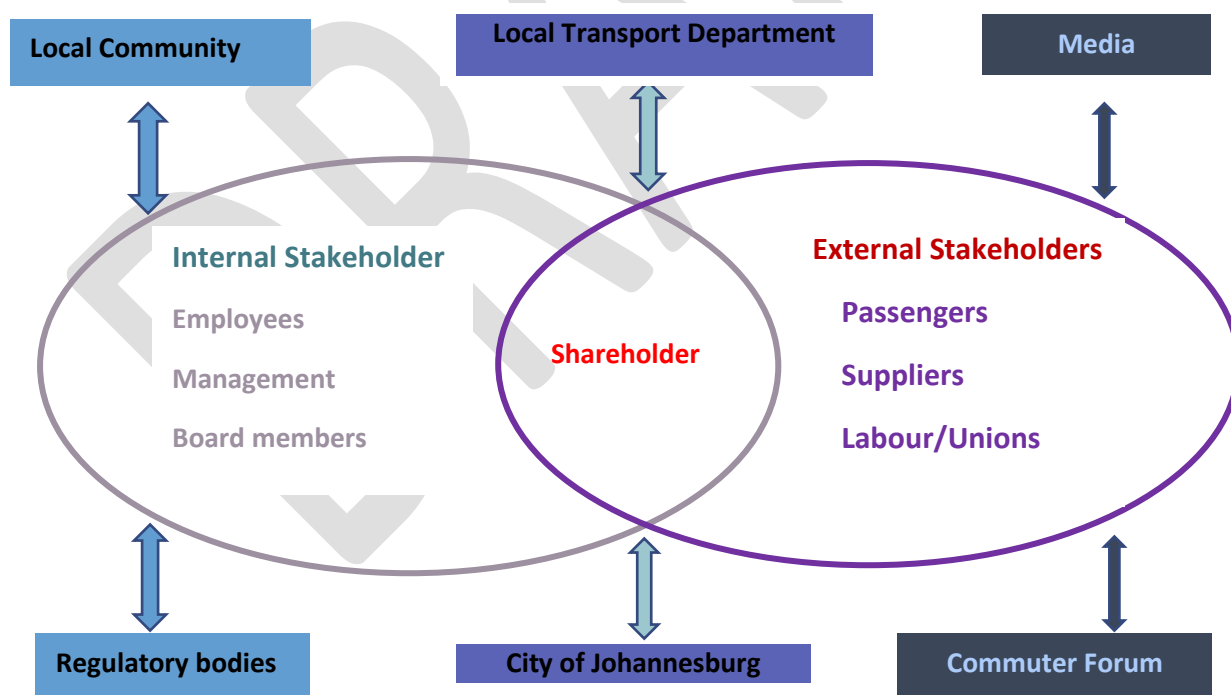 Local Community
Local Transport Department
Media
Internal Stakeholder
Employees
Management
Board members
Shareholder
External Stakeholders
Passengers
Suppliers
Labour/Unions
Regulatory bodies
City of Johannesburg
Commuter Forum